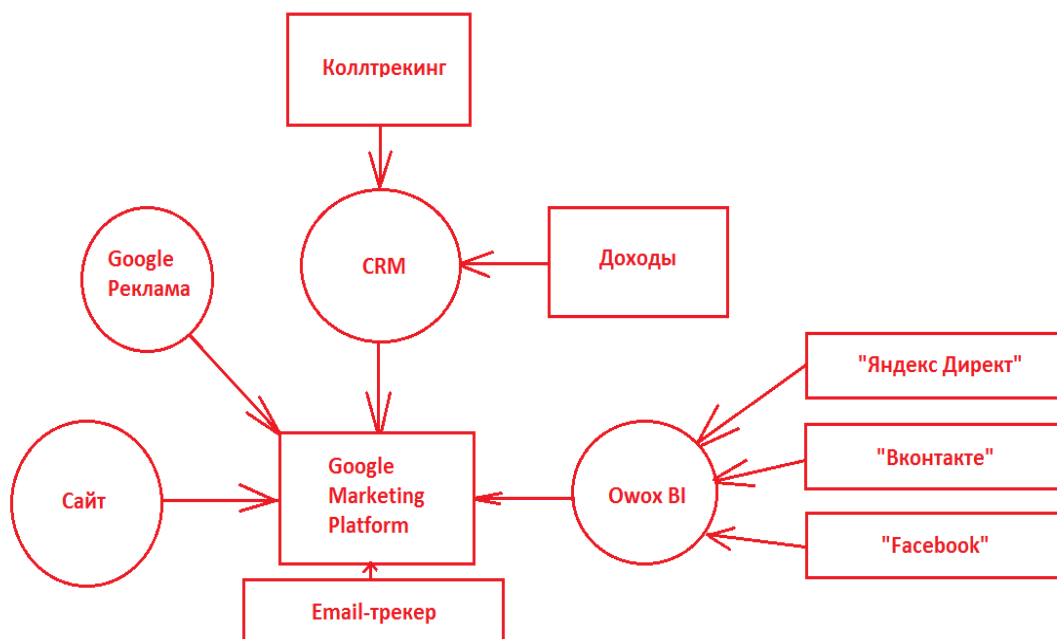 Коллтрекинг
Google
Реклама
CRM
Доходы
"Яндекс Директ"
Сайт
Google
Marketing
Platform
Owox BI
"Вконтакте"
"Facebook"
Email-трекер